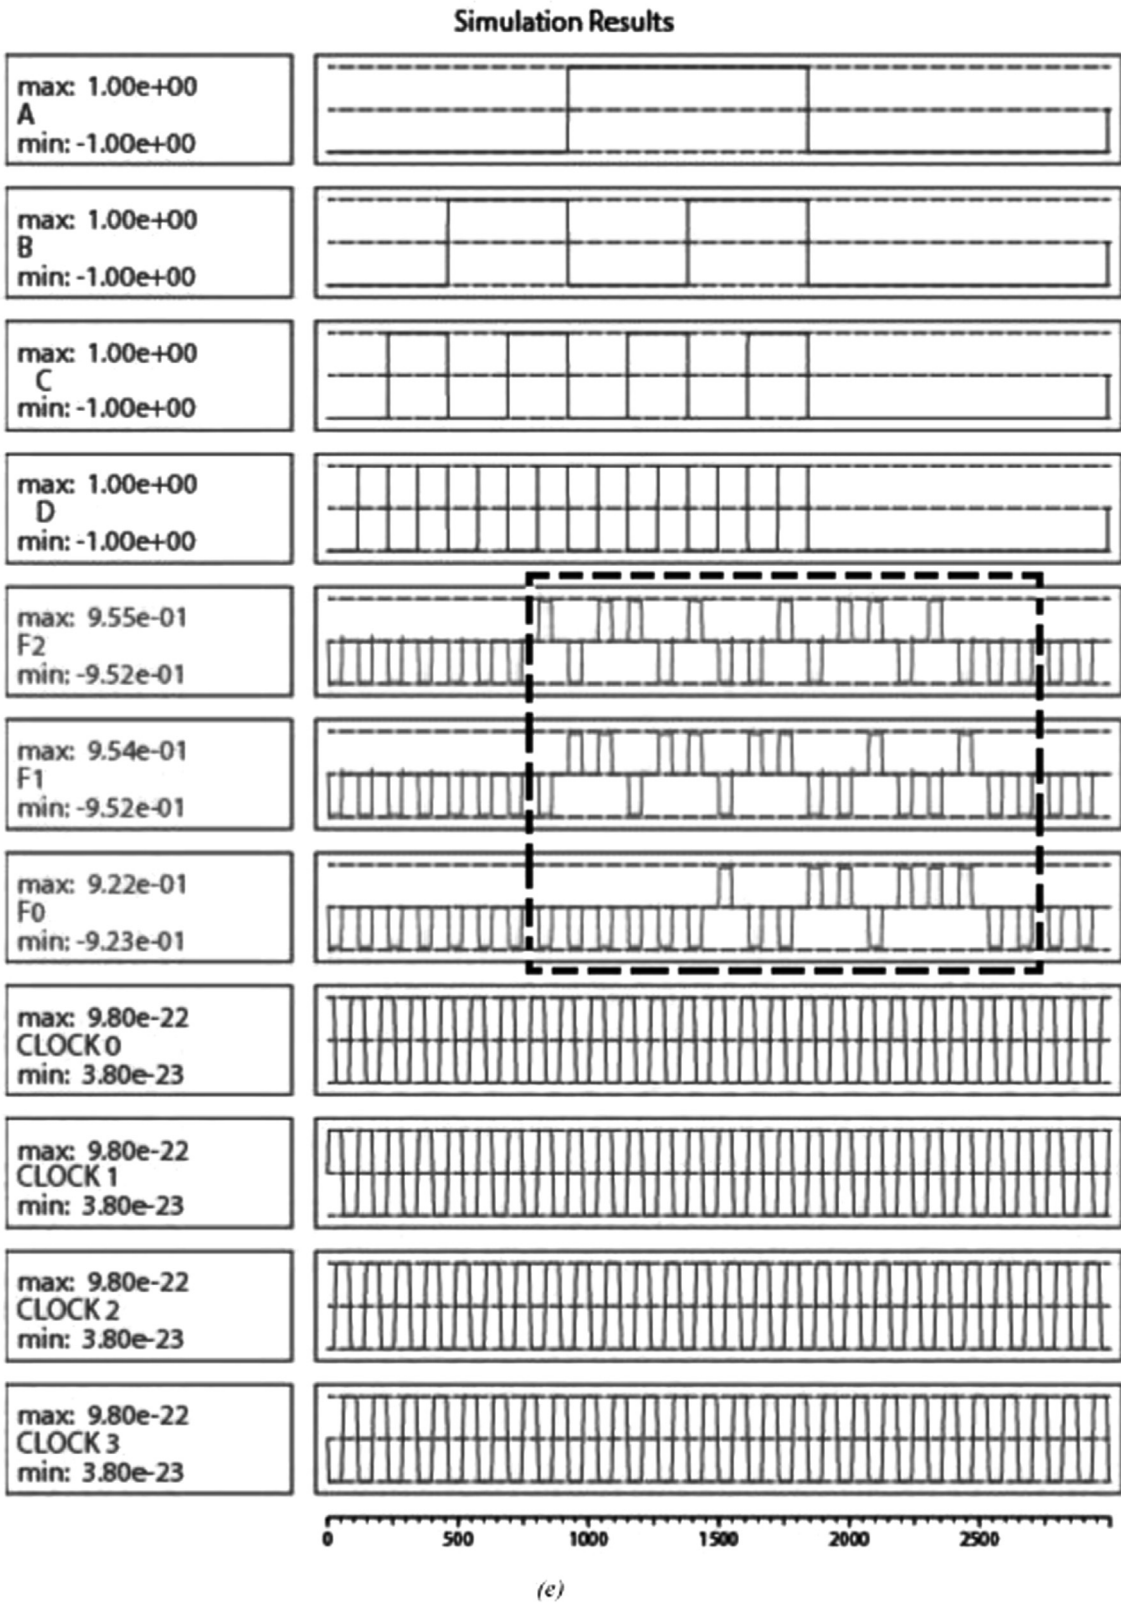 Simulation Results
max: 1.00e+00
A
min: -1.00e+00
max: 1.00e+00
B
min: -1.00e+00
max: 1.00e+00
C
min: -1.00e+00
max: 1.00e+00
D
min: -1.00e+00
max: 9.55e-01
F2
min: -9.52e-01
max: 9.54e-01
F1
min: -9.52e-01
max: 9.22e-01
F0
min: -9.23e-01
max: 9.80e-22
CLOCK 0
min: 3.80e-23
max: 9.80e-22
CLOCK 1
min: 3.80e-23
max: 9.80e-22
CLOCK 2
min: 3.80e-23
max: 9.80e-22
CLOCK 3
min: 3.80e-23
0 500 1000 1500 2000 2500
(e)